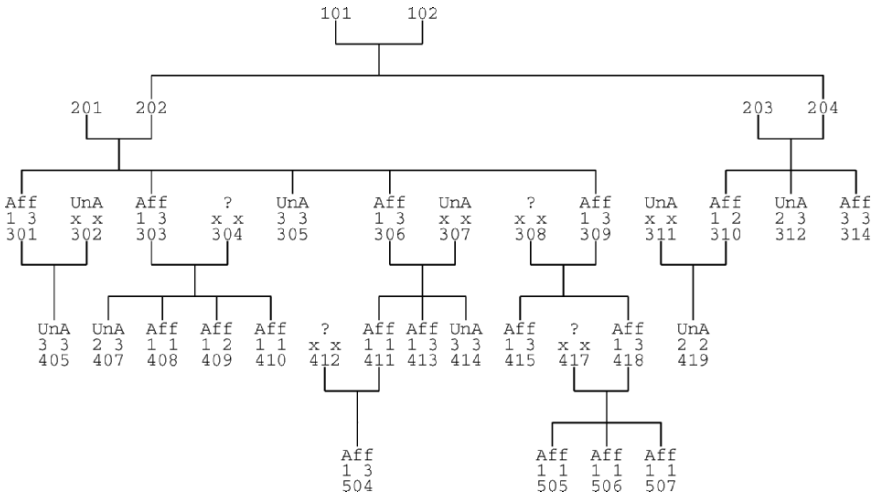 101 102
201 202 203 204
Aff UnA Aff ? UnA Aff UnA ? Aff UnA Aff UnA Aff
1 3 x x 1 3 x x 3 3 1 3 x x x x 1 3 x x 1 2 2 3 3 3
301 302 303 304 305 306 307 308 309 311 310 312 314
UnA UnA Aff Aff Aff ? Aff Aff UnA Aff ? Aff UnA
3 3 2 3 1 1 1 2 1 1 x x 1 1 1 3 3 3 1 3 x x 1 3 2 2
405 407 408 409 410 412 411 413 414 415 417 418 419
Aff Aff Aff Aff
1 3 1 1 1 1 1 1
504 505 506 507